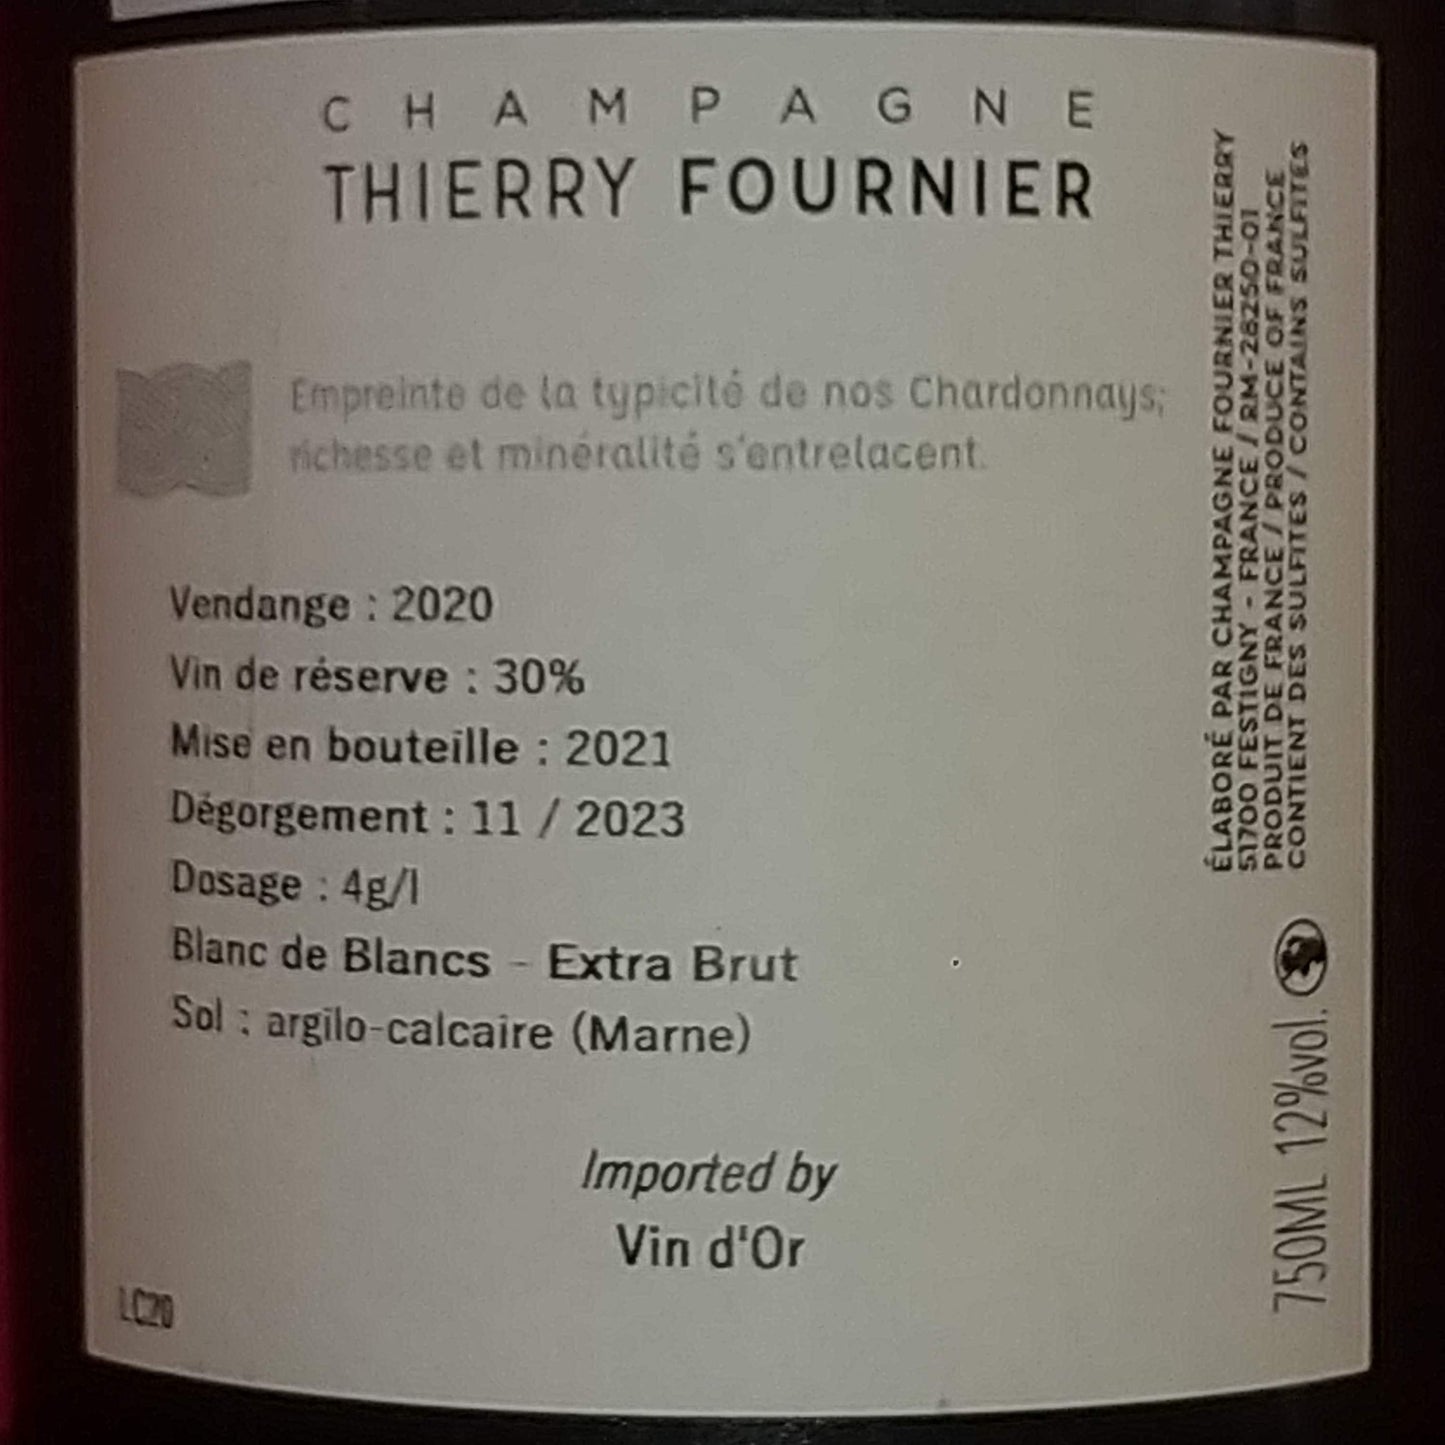 CHAMPAGNE
THIERRY FOURNIER
Empreinte de la typicité de nos Chardonnays;
richesse et minéralité s'entrelacent.
Vendange : 2020
Vin de réserve : 30%
Mise en bouteille : 2021
Dégorgement : 11 / 2023
Dosage : 4g/l
Blanc de Blancs - Extra Brut
Sol : argilo-calcaire (Marne)
Imported by
Vin d'Or
LC20
ÉLABORÉ PAR CHAMPAGNE FOURNIER THIERRY
51700 FESTIGNY - FRANCE / RM-28250-01
PRODUIT DE FRANCE / PRODUCE OF FRANCE
CONTIENT DES SULFITES / CONTAINS SULFITES
750ML 12%vol.